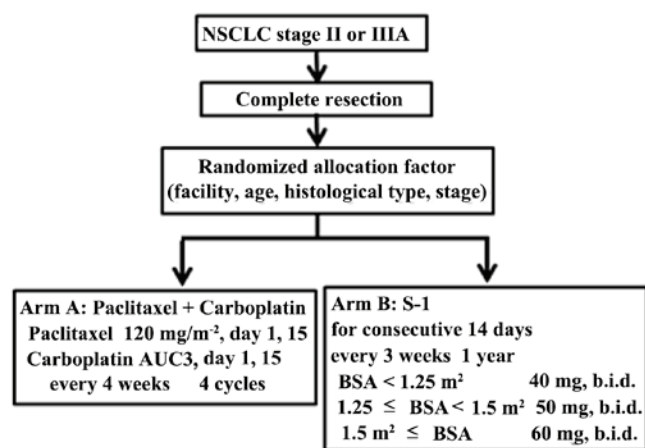 NSCLC stage II or IIIA
Complete resection
Randomized allocation factor
(facility, age, histological type, stage)
Arm A: Paclitaxel + Carboplatin
Paclitaxel 120 mg/m⁻², day 1, 15
Carboplatin AUC3, day 1, 15
every 4 weeks 4 cycles
Arm B: S-1
for consecutive 14 days
every 3 weeks 1 year
BSA < 1.25 m² 40 mg, b.i.d.
1.25 ≤ BSA < 1.5 m² 50 mg, b.i.d.
1.5 m² ≤ BSA 60 mg, b.i.d.